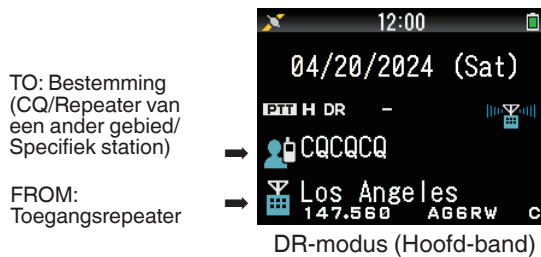 12:00
04/20/2024 (Sat)
PTT H DR -
TO: Bestemming
(CQ/Repeater van
een ander gebied/
Specifiek station)
CQCQCQ
FROM:
Toegangsrepeater
Los Angeles
147.560 AG6RW C
DR-modus (Hoofd-band)